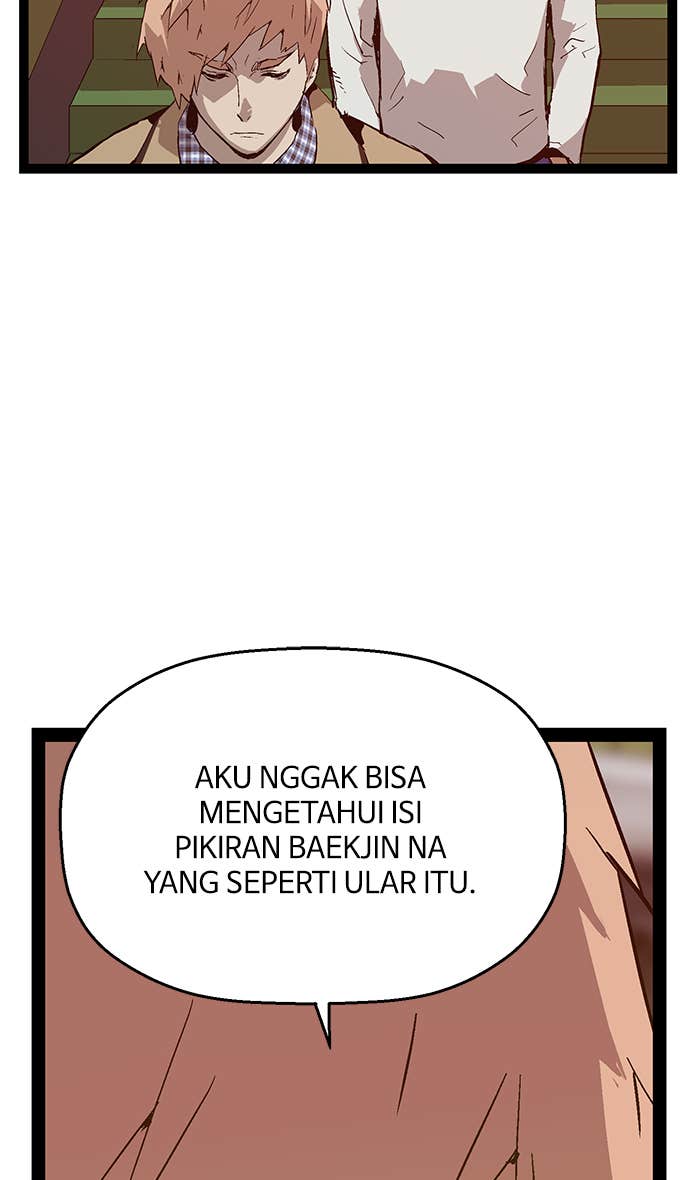 AKU NGGAK BISA
MENGETAHUI ISI
PIKIRAN BAEKJIN NA
YANG SEPERTI ULAR ITU.